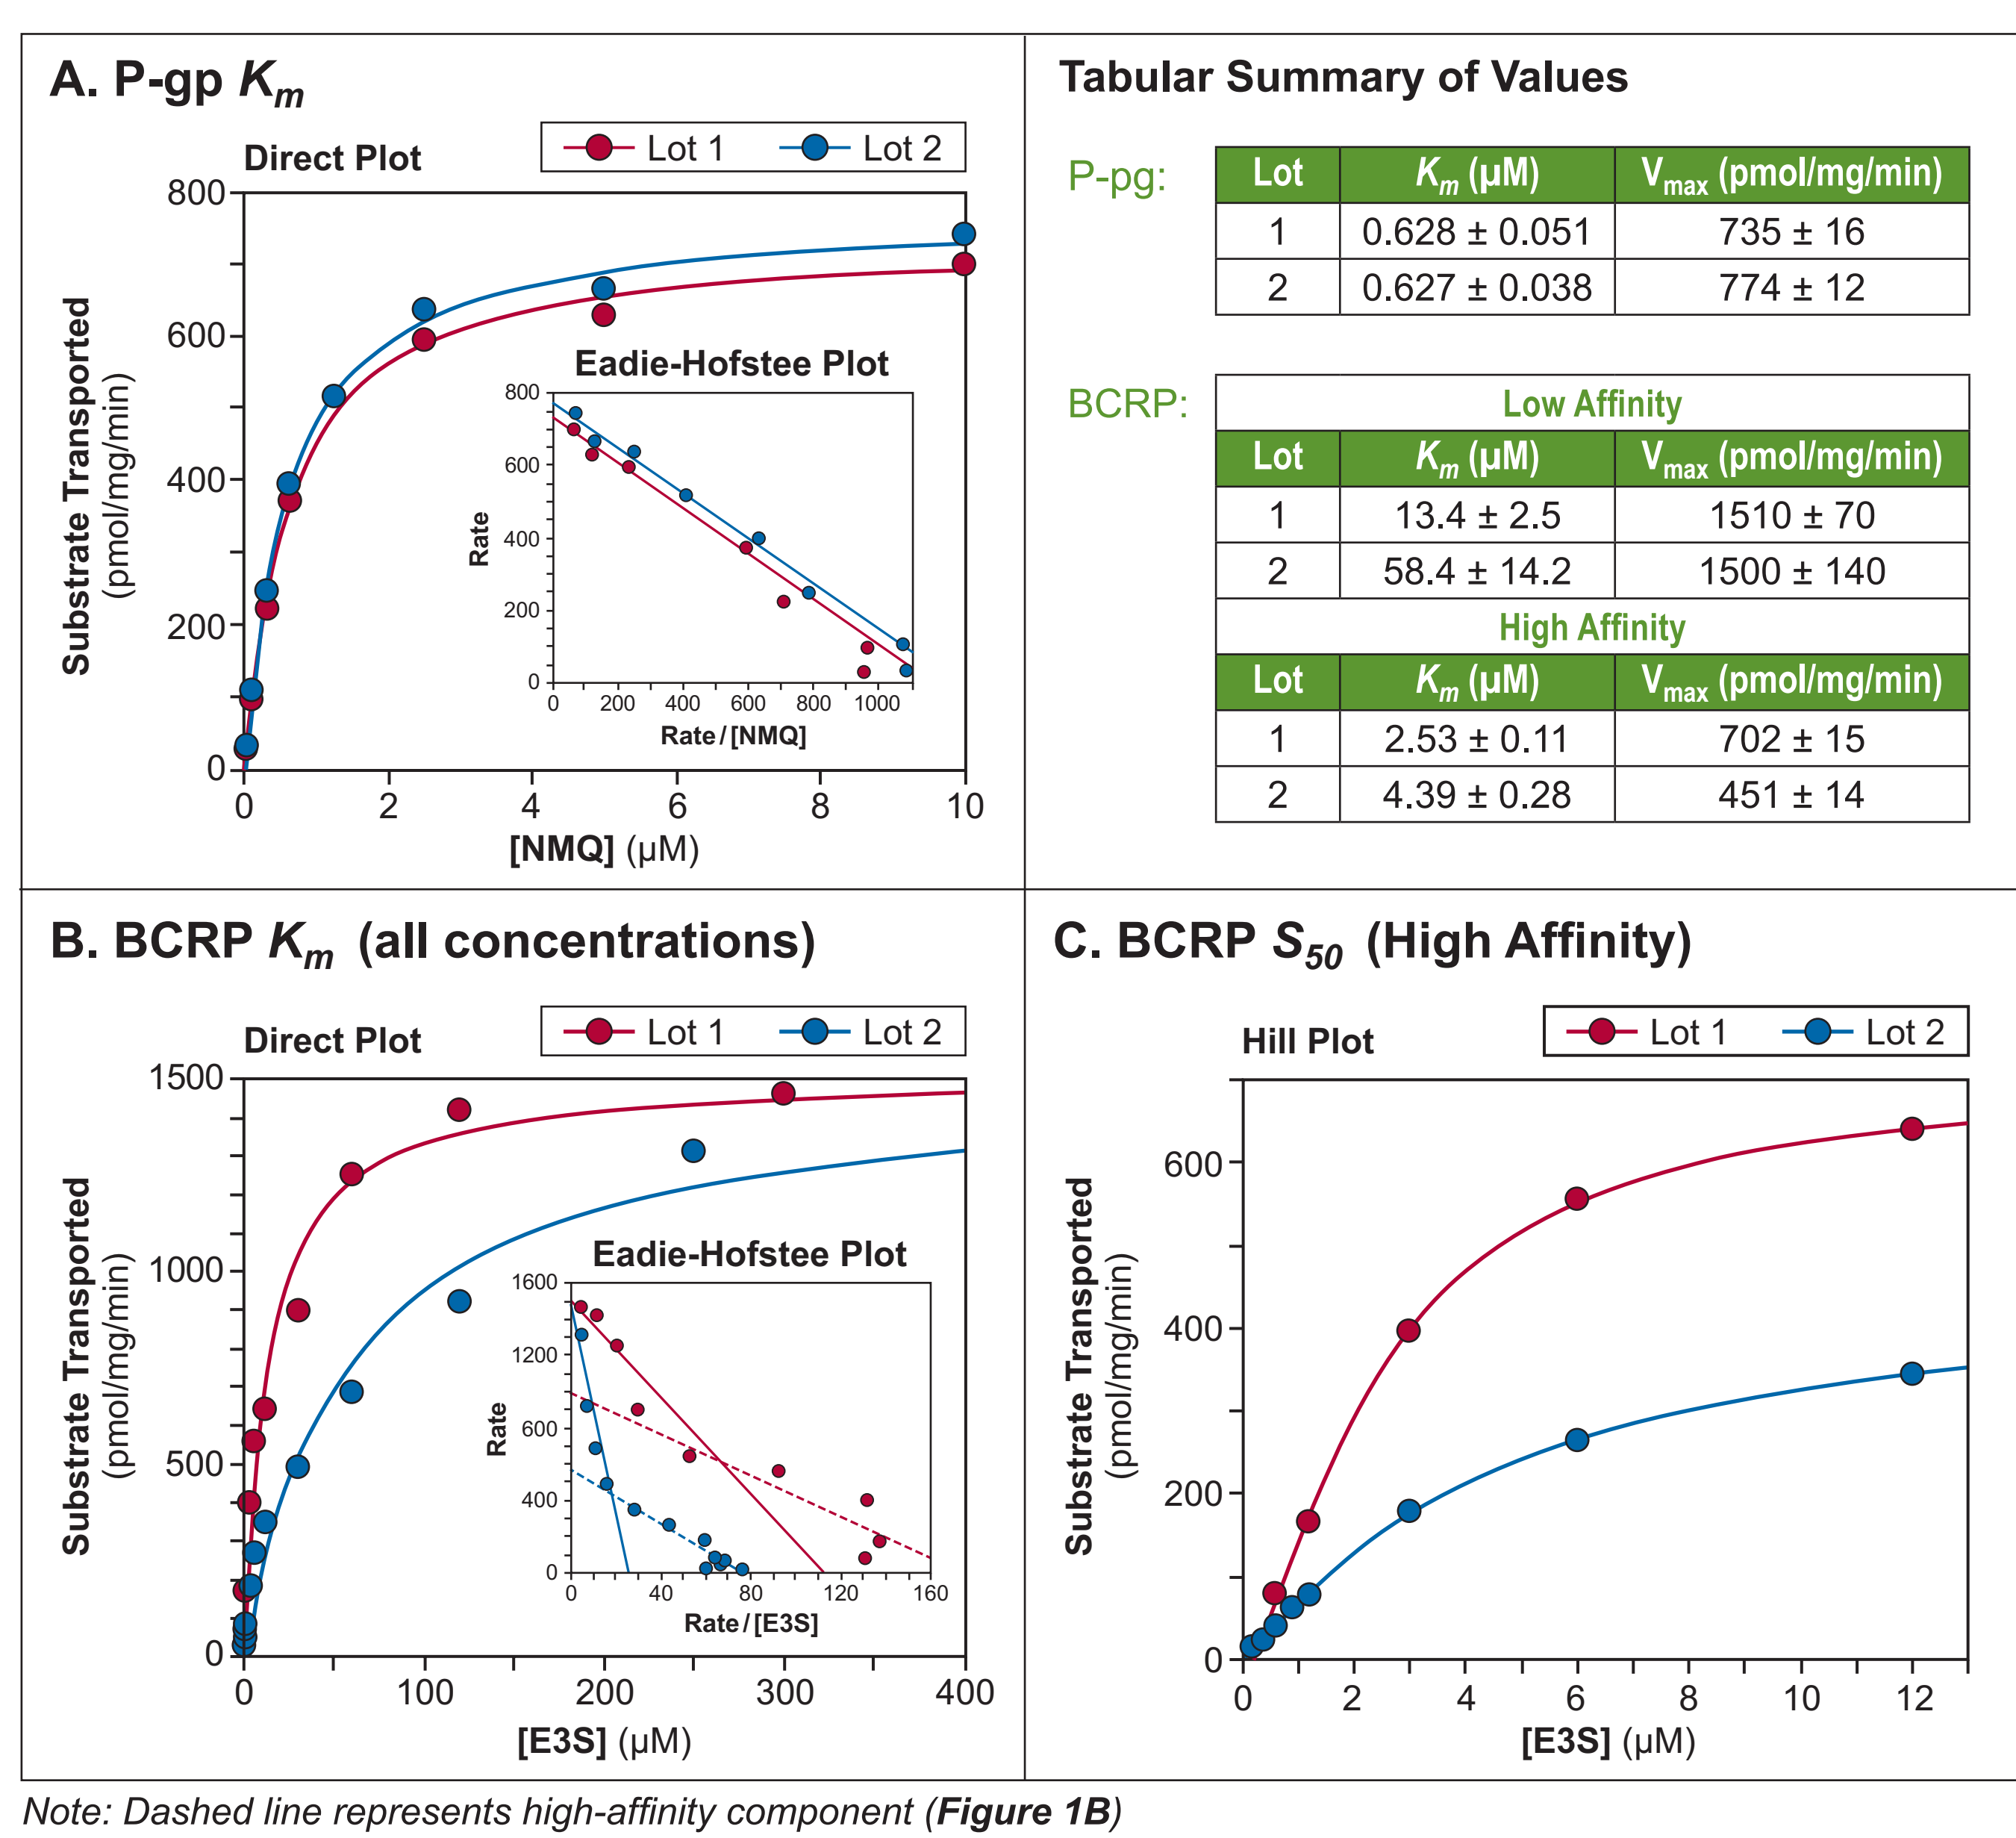 A. P-gp Km
Direct Plot
Lot 1 Lot 2
Substrate Transported
(pmol/mg/min)
800
600
400
200
0
0 2 4 6 8 10
[NMQ] (µM)
Eadie-Hofstee Plot
Rate
800
600
400
200
0
0 200 400 600 800 1000
Rate/[NMQ]
Tabular Summary of Values
P-pg:
Lot Km (µM) Vmax (pmol/mg/min)
1 0.628 ± 0.051 735 ± 16
2 0.627 ± 0.038 774 ± 12
BCRP:
Low Affinity
Lot Km (µM) Vmax (pmol/mg/min)
1 13.4 ± 2.5 1510 ± 70
2 58.4 ± 14.2 1500 ± 140
High Affinity
Lot Km (µM) Vmax (pmol/mg/min)
1 2.53 ± 0.11 702 ± 15
2 4.39 ± 0.28 451 ± 14
B. BCRP Km (all concentrations)
Direct Plot
Lot 1 Lot 2
Substrate Transported
(pmol/mg/min)
1500
1000
500
0
0 100 200 300 400
[E3S] (µM)
Eadie-Hofstee Plot
Rate
1600
1200
600
400
0
0 40 80 120 160
Rate/[E3S]
C. BCRP S50 (High Affinity)
Hill Plot
Lot 1 Lot 2
Substrate Transported
(pmol/mg/min)
600
400
200
0
0 2 4 6 8 10 12
[E3S] (µM)
Note: Dashed line represents high-affinity component (Figure 1B)